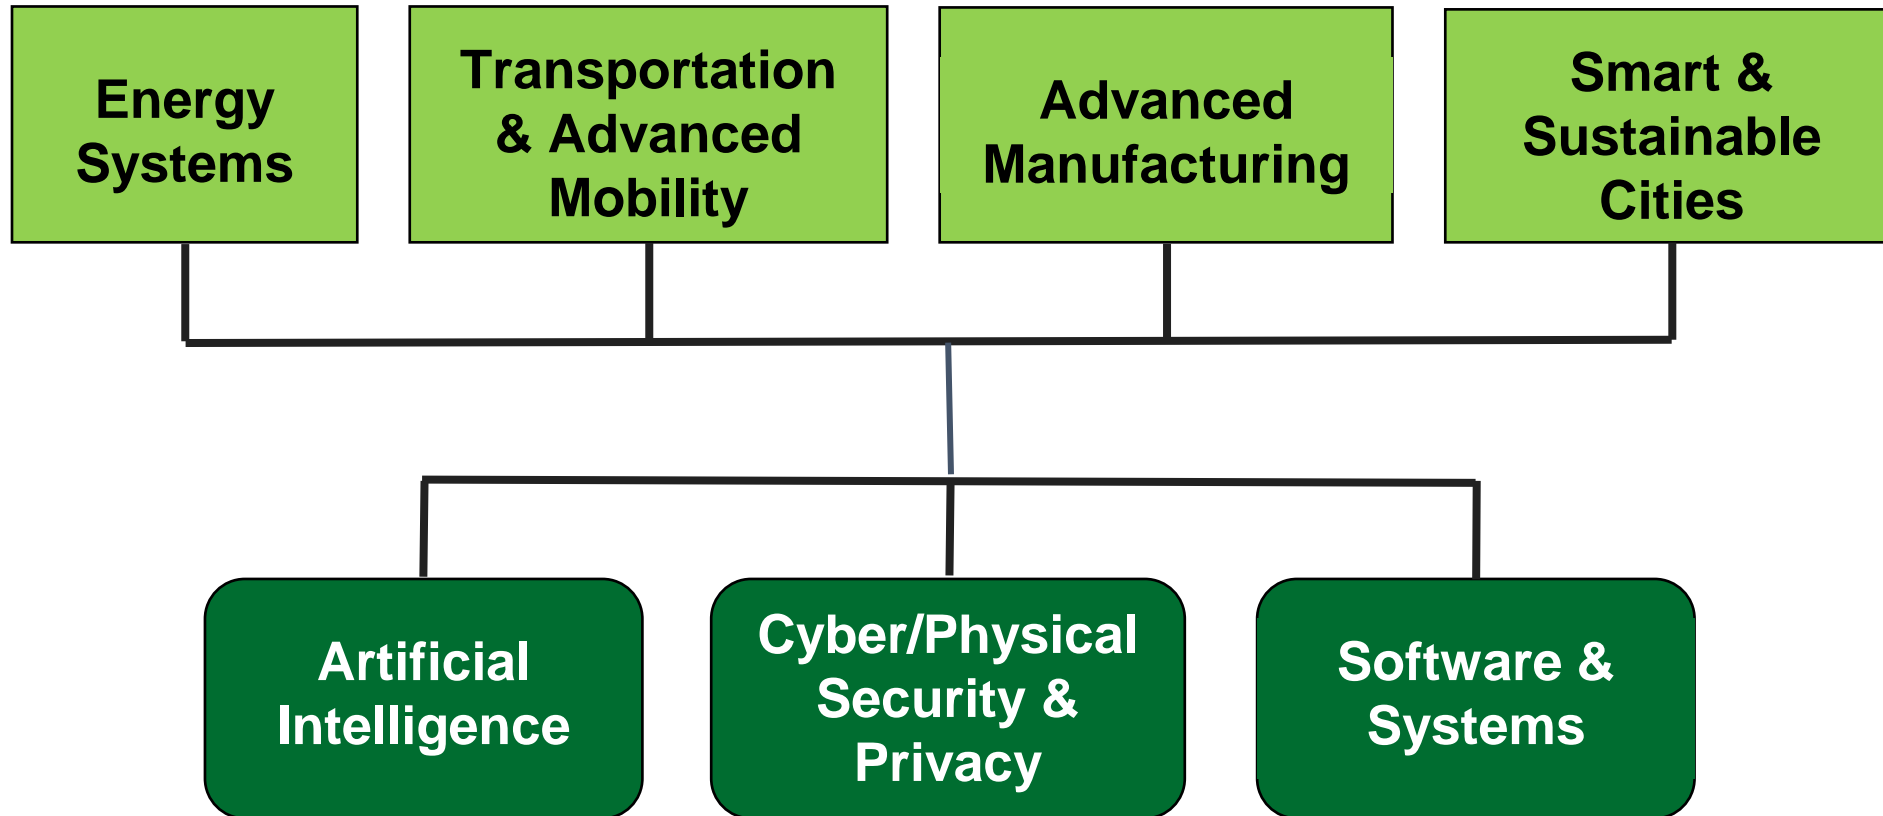 Energy
Systems
Transportation
& Advanced
Mobility
Advanced
Manufacturing
Smart &
Sustainable
Cities
Artificial
Intelligence
Cyber/Physical
Security &
Privacy
Software &
Systems